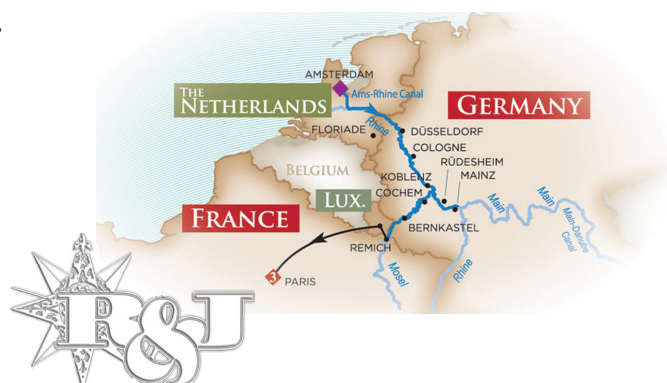 AMSTERDAM
Ams-Rhine Canal
THE
NETHERLANDS
GERMANY
FLORIADE
Rhine
DÜSSELDORF
COLOGNE
BELGIUM
RÜDESHEIM
KOBLENZ
MAINZ
COCHEM
LUX.
Main
Main
Main-Danube
Canal
FRANCE
BERNKASTEL
REMICH
Mosel
Rhine
3
PARIS
R&J